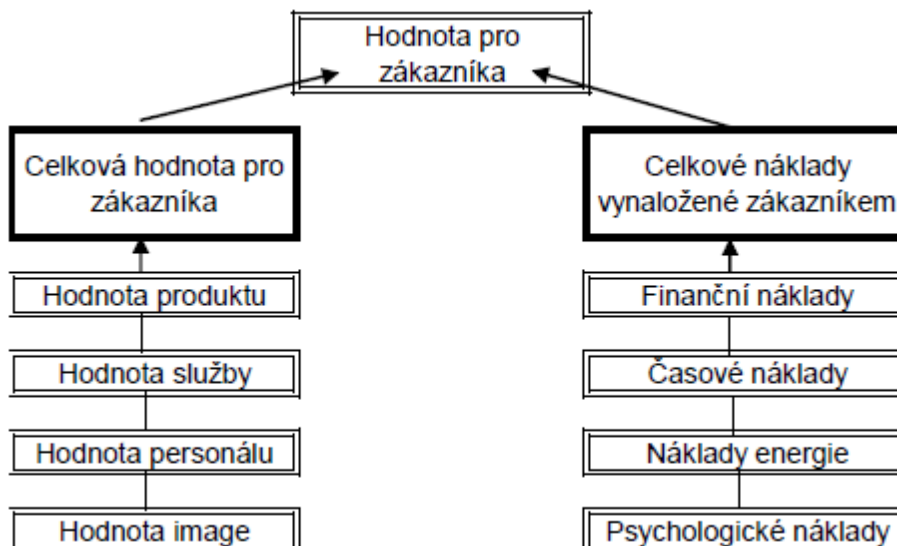 Hodnota pro
zákazníka
Celková hodnota pro
zákazníka
Celkové náklady
vynaložené zákazníkem
Hodnota produktu
Finanční náklady
Hodnota služby
Časové náklady
Hodnota personálu
Náklady energie
Hodnota image
Psychologické náklady